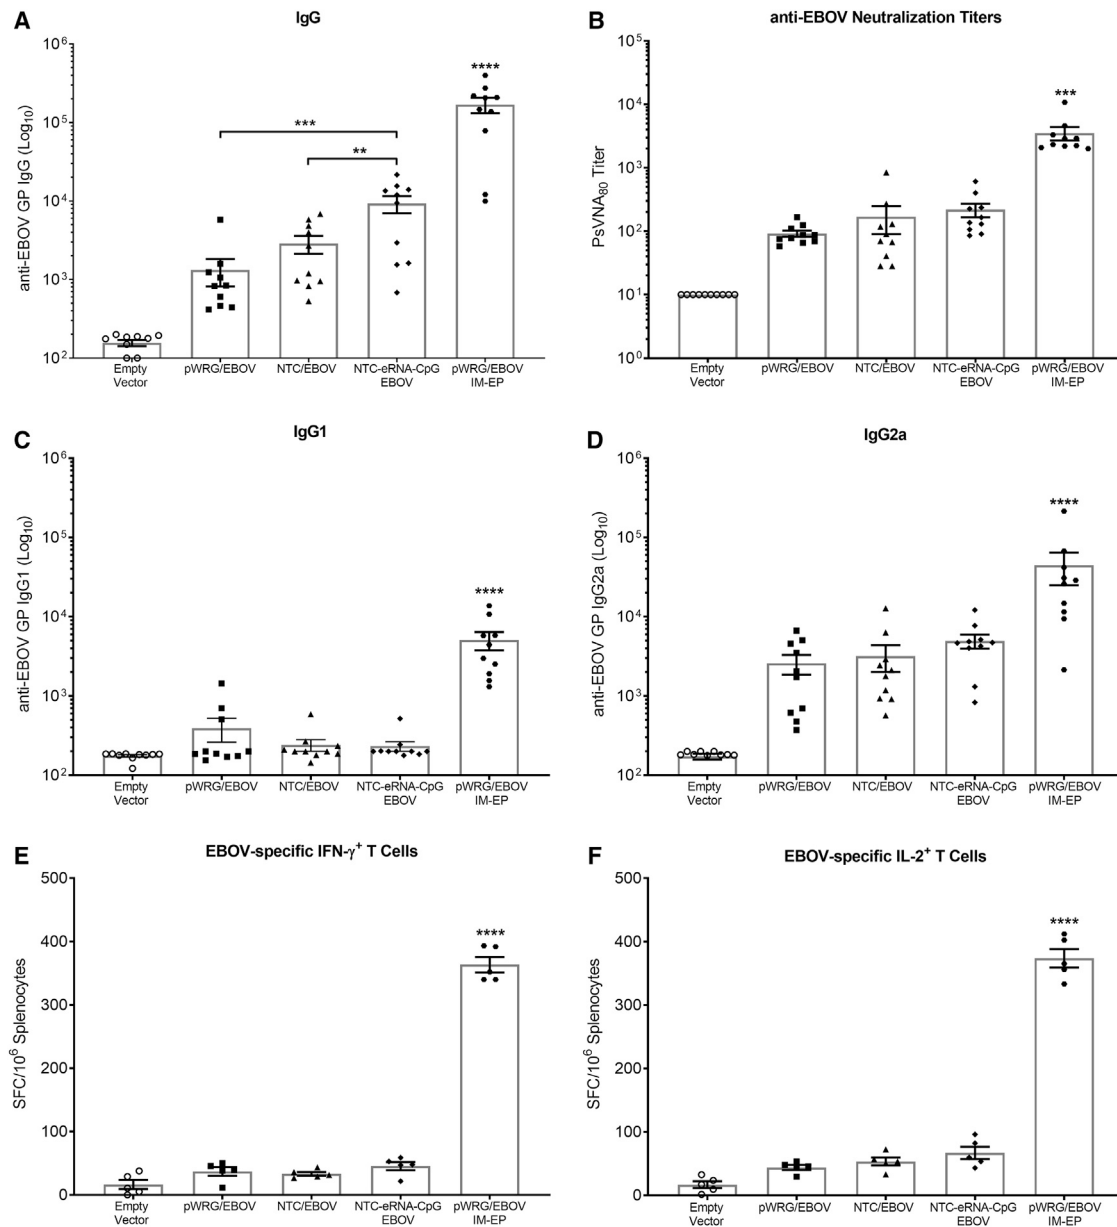 A
IgG
anti-EBOV GP IgG (Log10)
10^6
10^5
10^4
10^3
10^2
****
***
**
Empty Vector
pWRG/EBOV
NTC/EBOV
NTC-eRNA-CpG EBOV
pWRG/EBOV IM-EP
B
anti-EBOV Neutralization Titers
PsVNA80 Titer
10^5
10^4
10^3
10^2
10^1
10^0
***
Empty Vector
pWRG/EBOV
NTC/EBOV
NTC-eRNA-CpG EBOV
pWRG/EBOV IM-EP
C
IgG1
anti-EBOV GP IgG1 (Log10)
10^6
10^5
10^4
10^3
10^2
****
Empty Vector
pWRG/EBOV
NTC/EBOV
NTC-eRNA-CpG EBOV
pWRG/EBOV IM-EP
D
IgG2a
anti-EBOV GP IgG2a (Log10)
10^6
10^5
10^4
10^3
10^2
****
Empty Vector
pWRG/EBOV
NTC/EBOV
NTC-eRNA-CpG EBOV
pWRG/EBOV IM-EP
E
EBOV-specific IFN-γ+ T Cells
SFC/10^6 Splenocytes
500
400
300
200
100
0
****
Empty Vector
pWRG/EBOV
NTC/EBOV
NTC-eRNA-CpG EBOV
pWRG/EBOV IM-EP
F
EBOV-specific IL-2+ T Cells
SFC/10^6 Splenocytes
500
400
300
200
100
0
****
Empty Vector
pWRG/EBOV
NTC/EBOV
NTC-eRNA-CpG EBOV
pWRG/EBOV IM-EP